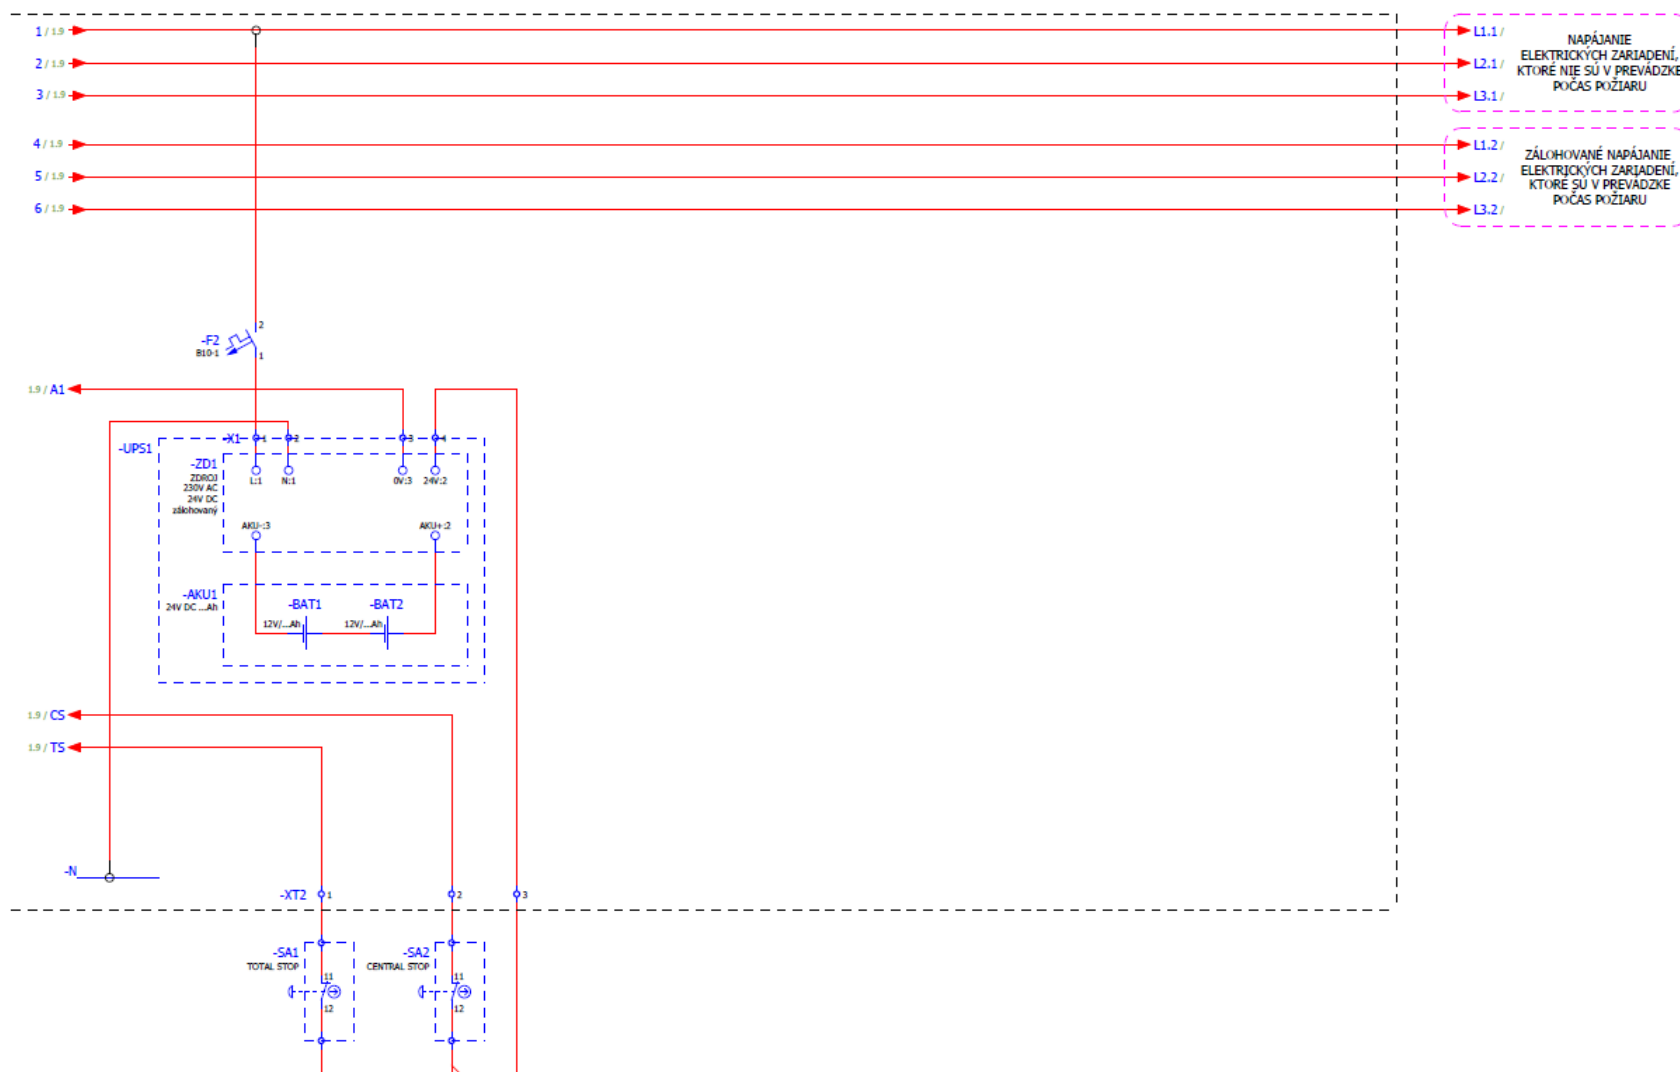 1 / 1.9
L1.1 /
2 / 1.9
L2.1 /
3 / 1.9
L3.1 /
NAPÁJANIE
ELEKTRICKÝCH ZARIADENÍ,
KTORÉ NIE SÚ V PREVÁDZKE
POČAS POŽIARU
4 / 1.9
L1.2 /
5 / 1.9
L2.2 /
6 / 1.9
L3.2 /
ZÁLOHOVANÉ NAPÁJANIE
ELEKTRICKÝCH ZARIADENÍ,
KTORÉ SÚ V PREVÁDZKE
POČAS POŽIARU
2
-F2
B10-1
1
1.9 / A1
-UPS1
-X1
1
2
3
4
-ZD1
ZDROJ
230V AC
24V DC
zálohovaný
L:1
N:1
0V:3
24V:2
AKU-:3
AKU+:2
-AKU1
24V DC ...Ah
-BAT1
12V/...Ah
-BAT2
12V/...Ah
1.9 / CS
1.9 / TS
-N
-XT2
1
2
3
-SA1
TOTAL STOP
11
12
-SA2
CENTRAL STOP
11
12